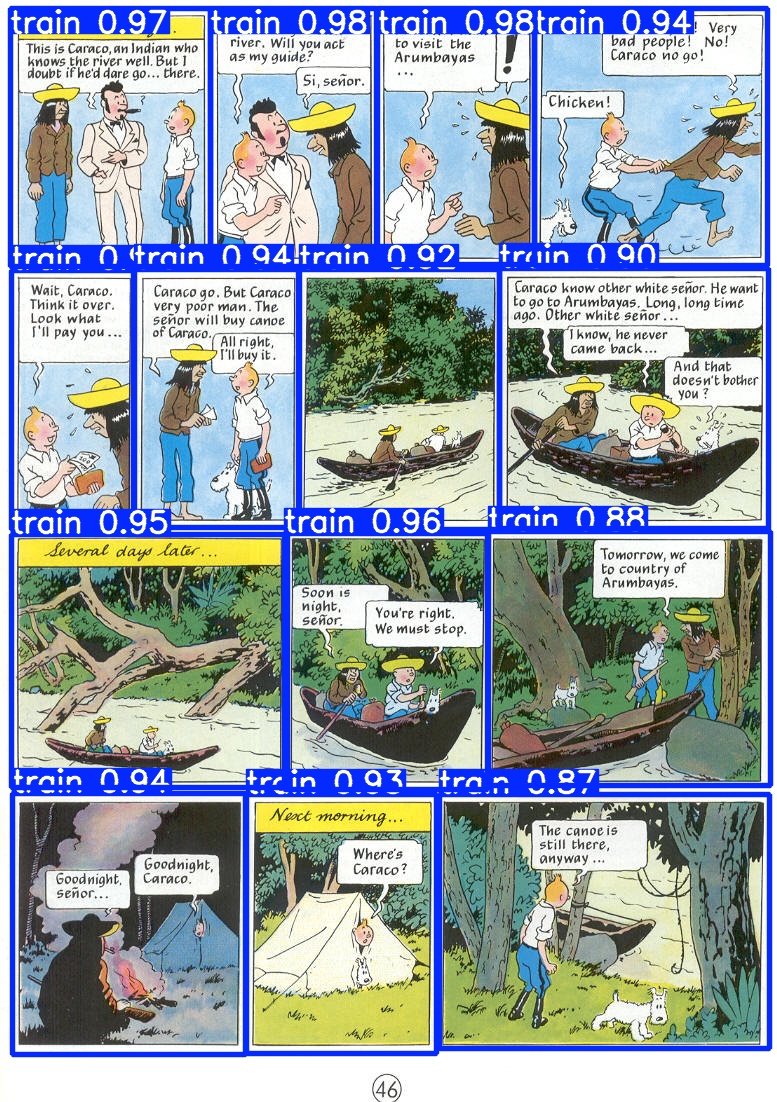 train 0.97
This is Caraco, an Indian who
knows the river well. But I
doubt if he'd dare go... there.
train 0.98
river. Will you act
as my guide?
Si, señor.
train 0.98
to visit the
Arumbayas
...
!
train 0.94
! Very
bad people! No!
Caraco no go!
Chicken!
train
Wait, Caraco.
Think it over.
Look what
I'll pay you...
train 0.94
Caraco go. But Caraco
very poor man. The
señor will buy canoe
of Caraco.
All right,
I'll buy it.
train 0.92
train 0.90
Caraco know other white señor. He want
to go to Arumbayas. Long, long time
ago. Other white señor...
I know, he never
came back...
And that
doesn't bother
you?
train 0.95
Several days later...
train 0.96
Soon is
night,
señor.
You're right.
We must stop.
train 0.88
Tomorrow, we come
to country of
Arumbayas.
train 0.94
Goodnight,
señor...
Goodnight,
Caraco.
train 0.93
Next morning...
Where's
Caraco?
train 0.87
The canoe is
still there,
anyway...
46